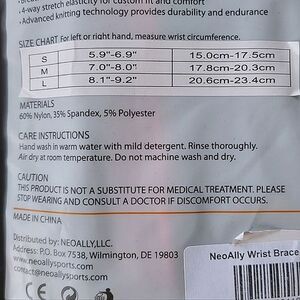 • 4-way stretch elasticity for custom fit and comfort
• Advanced knitting technology provides durability and endurance
SIZE CHART For left or right hand, measure wrist circumference.
S 5.9"-6.9" 15.0cm-17.5cm
M 7.0"-8.0" 17.8cm-20.3cm
L 8.1"-9.2" 20.6cm-23.4cm
MATERIALS
60% Nylon, 35% Spandex, 5% Polyester
CARE INSTRUCTIONS
Hand wash in warm water with mild detergent. Rinse thoroughly.
Air dry at room temperature. Do not machine wash and dry.
CAUTION
THIS PRODUCT IS NOT A SUBSTITUTE FOR MEDICAL TREATMENT. PLEASE
STOP WEARING AND CONSULT A DOCTOR IF DISCOMFORT OCCURS.
MADE IN CHINA
Distributed by: NEOALLY,LLC.
Address: P.O. BOX 7538, Wilmington, DE 19803
www.neoallysports.com
contact@neoallysports.com
NeoAlly Wrist Brace
CE